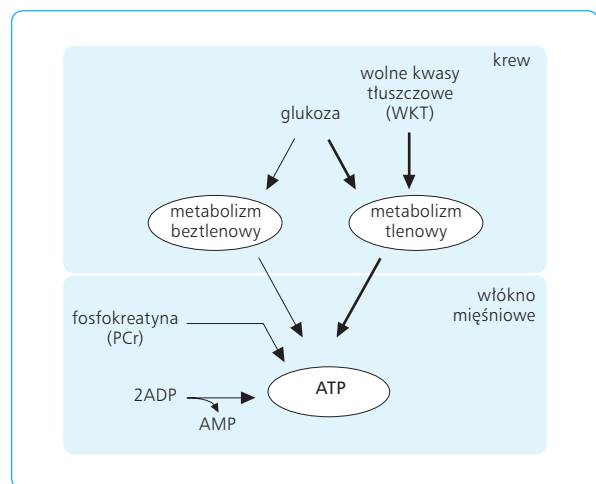 krew
wolne kwasy
tłuszczowe
(WKT)
glukoza
metabolizm
beztlenowy
metabolizm
tlenowy
włókno
mięśniowe
fosfokreatyna
(PCr)
ATP
2ADP
AMP